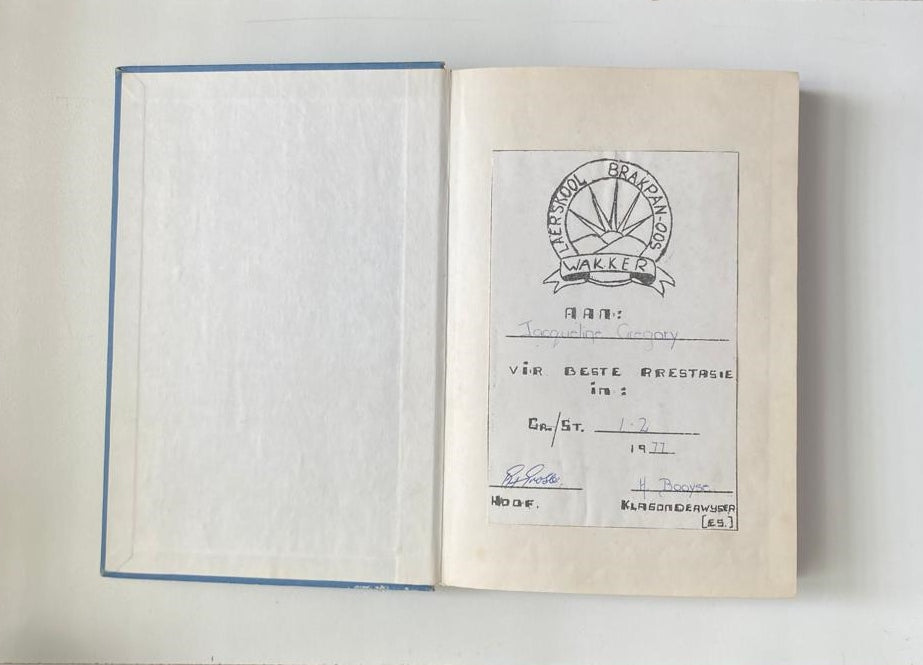 LAERSKOOL BRAKPAN-OOS
WAKKER
AAN:
Jacqueline Gregory
VIR BESTE PRESTASIE
in:
GR./ST. 1.2
1977
HOOF.
H. Booyse
KLASONDERWYSER
[ES.]